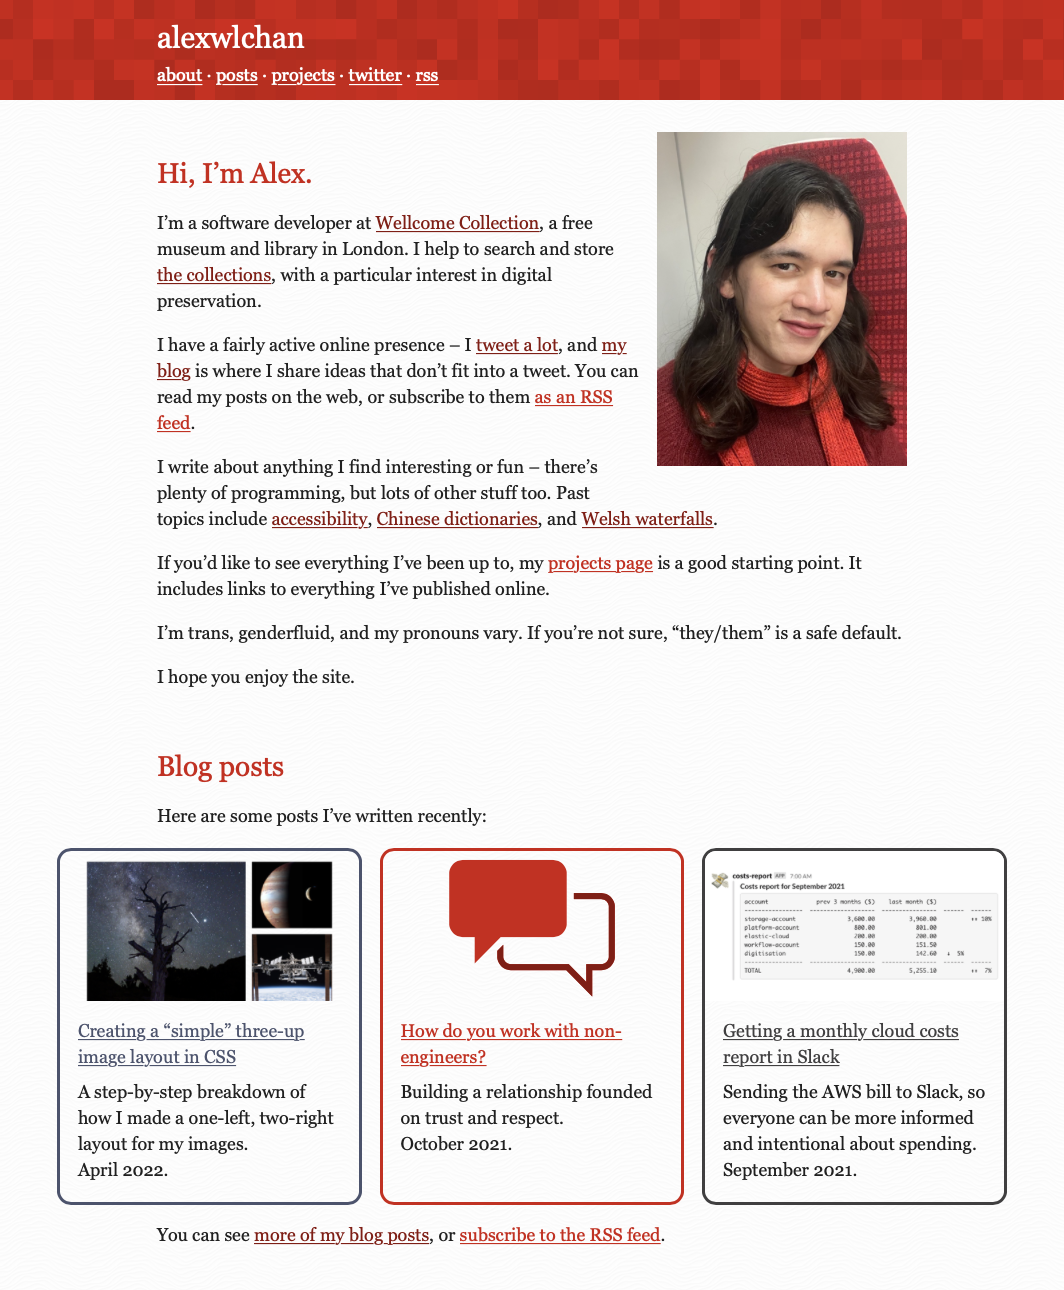 alexwlchan
about · posts · projects · twitter · rss
Hi, I’m Alex.
I’m a software developer at Wellcome Collection, a free
museum and library in London. I help to search and store
the collections, with a particular interest in digital
preservation.
I have a fairly active online presence – I tweet a lot, and my
blog is where I share ideas that don’t fit into a tweet. You can
read my posts on the web, or subscribe to them as an RSS
feed.
I write about anything I find interesting or fun – there’s
plenty of programming, but lots of other stuff too. Past
topics include accessibility, Chinese dictionaries, and Welsh waterfalls.
If you’d like to see everything I’ve been up to, my projects page is a good starting point. It
includes links to everything I’ve published online.
I’m trans, genderfluid, and my pronouns vary. If you’re not sure, “they/them” is a safe default.
I hope you enjoy the site.
Blog posts
Here are some posts I’ve written recently:
Creating a “simple” three-up
image layout in CSS
A step-by-step breakdown of
how I made a one-left, two-right
layout for my images.
April 2022.
How do you work with non-
engineers?
Building a relationship founded
on trust and respect.
October 2021.
costs-report APP 7:00 AM
Costs report for September 2021
account prev 3 months ($) last month ($)
storage-account 3,600.00 3,960.00 ↑↑ 10%
platform-account 800.00 801.00
elastic-cloud 200.00 200.00
workflow-account 150.00 151.50
digitisation 150.00 142.60 ↓ 5%
TOTAL 4,900.00 5,255.10 ↑↑ 7%
Getting a monthly cloud costs
report in Slack
Sending the AWS bill to Slack, so
everyone can be more informed
and intentional about spending.
September 2021.
You can see more of my blog posts, or subscribe to the RSS feed.